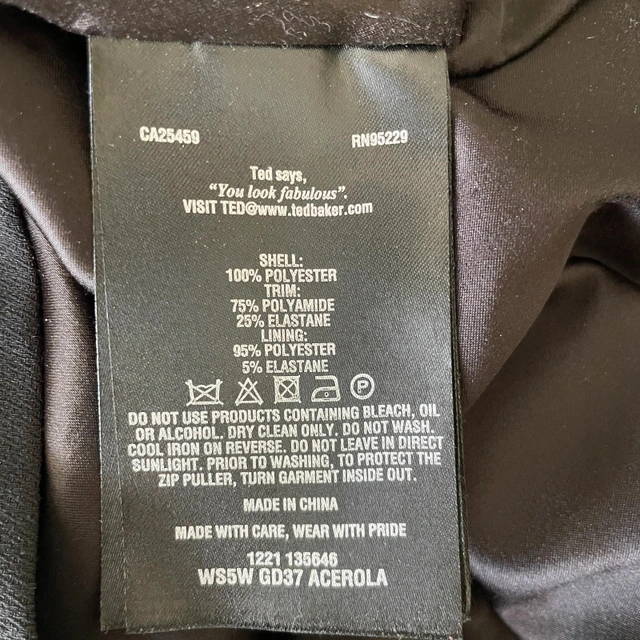 CA25459 RN95229
Ted says,
"You look fabulous".
VISIT TED@www.tedbaker.com
SHELL:
100% POLYESTER
TRIM:
75% POLYAMIDE
25% ELASTANE
LINING:
95% POLYESTER
5% ELASTANE
P
DO NOT USE PRODUCTS CONTAINING BLEACH, OIL
OR ALCOHOL. DRY CLEAN ONLY. DO NOT WASH.
COOL IRON ON REVERSE. DO NOT LEAVE IN DIRECT
SUNLIGHT. PRIOR TO WASHING, TO PROTECT THE
ZIP PULLER, TURN GARMENT INSIDE OUT.
MADE IN CHINA
MADE WITH CARE, WEAR WITH PRIDE
1221 135646
WS5W GD37 ACEROLA